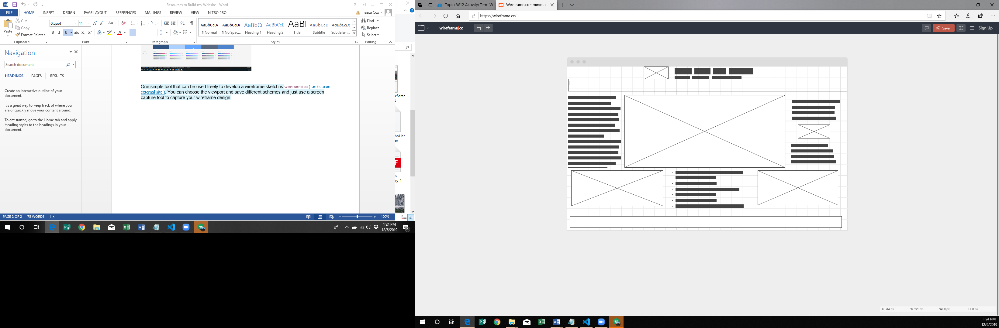 Resources to Build my Website - Word
FILE HOME INSERT DESIGN PAGE LAYOUT REFERENCES MAILINGS REVIEW VIEW NITRO PRO
Traesa Cox
Paste
Cut
Copy
Format Painter
&quot 11
Find
Replace
Select
AaBbCcDc AaBbCcDc AaBbCc AaBbCcE AaBl AaBbCcD AaBbCcDc
¶ Normal ¶ No Spac... Heading 1 Heading 2 Title Subtitle Subtle Em...
Clipboard Font Paragraph Styles Editing
Navigation
Search document
HEADINGS PAGES RESULTS
Create an interactive outline of your
document.
It's a great way to keep track of where you
are or quickly move your content around.
To get started, go to the Home tab and apply
Heading styles to the headings in your
document.
One simple tool that can be used freely to develop a wireframe sketch is wireframe.cc (Links to an
external site.). You can choose the viewport and save different schemes and just use a screen
capture tool to capture your wireframe design.
eScree
t
noHer
er
n _
ry-1
PAGE 2 OF 2 75 WORDS
100%
1:24 PM
12/6/2019
4
Topic: W12 Activity: Term W
Wireframe.cc - minimal
https://wireframe.cc/
wireframe|cc
Save
Sign Up
X: 344 px Y: 591 px W: 0 px H: 0 px
1:24 PM
12/6/2019